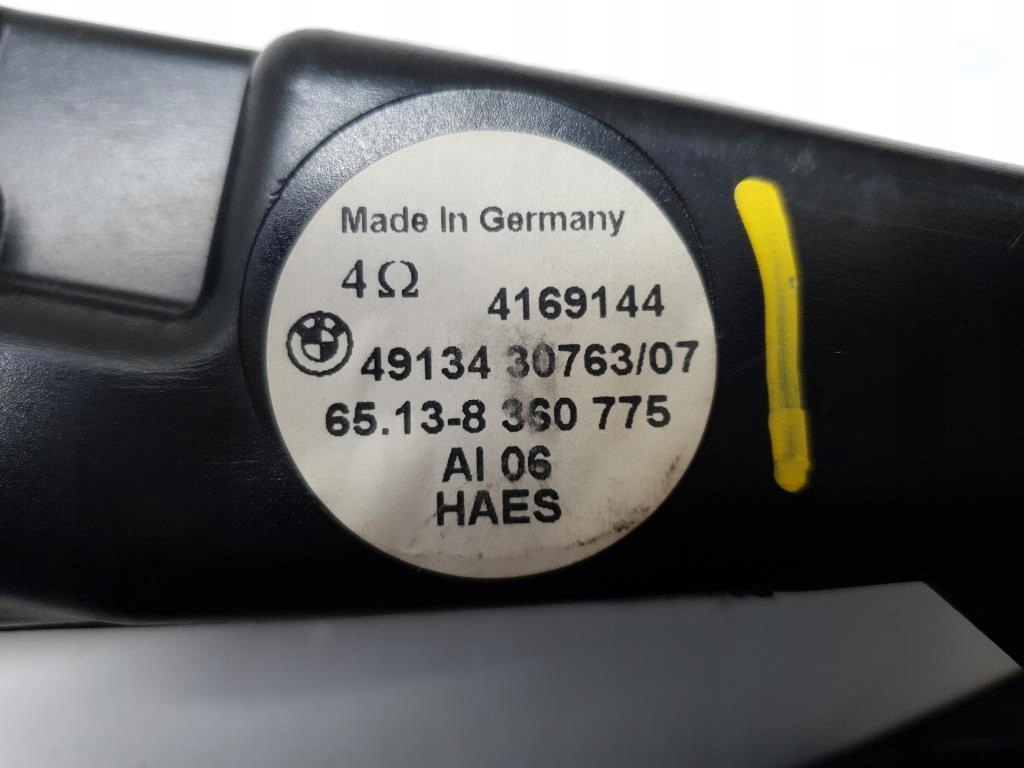 Made In Germany
4Ω
4169144
49134 30763/07
65.13-8 360 775
AI 06
HAES